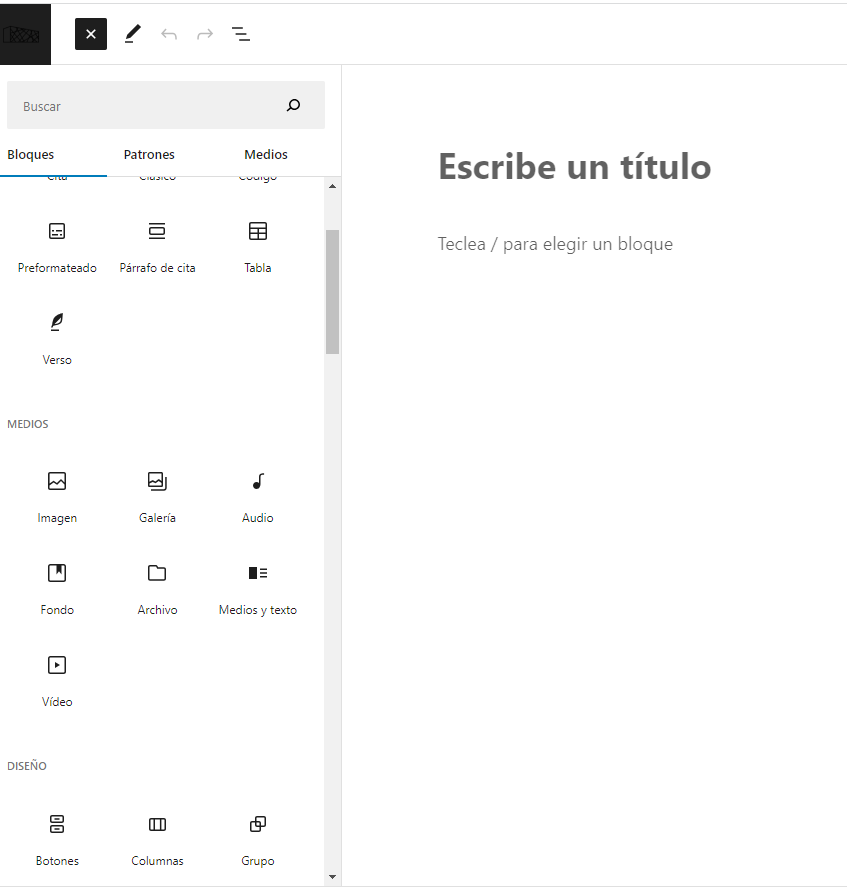 Buscar
Bloques Patrones Medios
Cita Clásico Código
Preformateado Párrafo de cita Tabla
Verso
MEDIOS
Imagen Galería Audio
Fondo Archivo Medios y texto
Vídeo
DISEÑO
Botones Columnas Grupo
Escribe un título
Teclea / para elegir un bloque